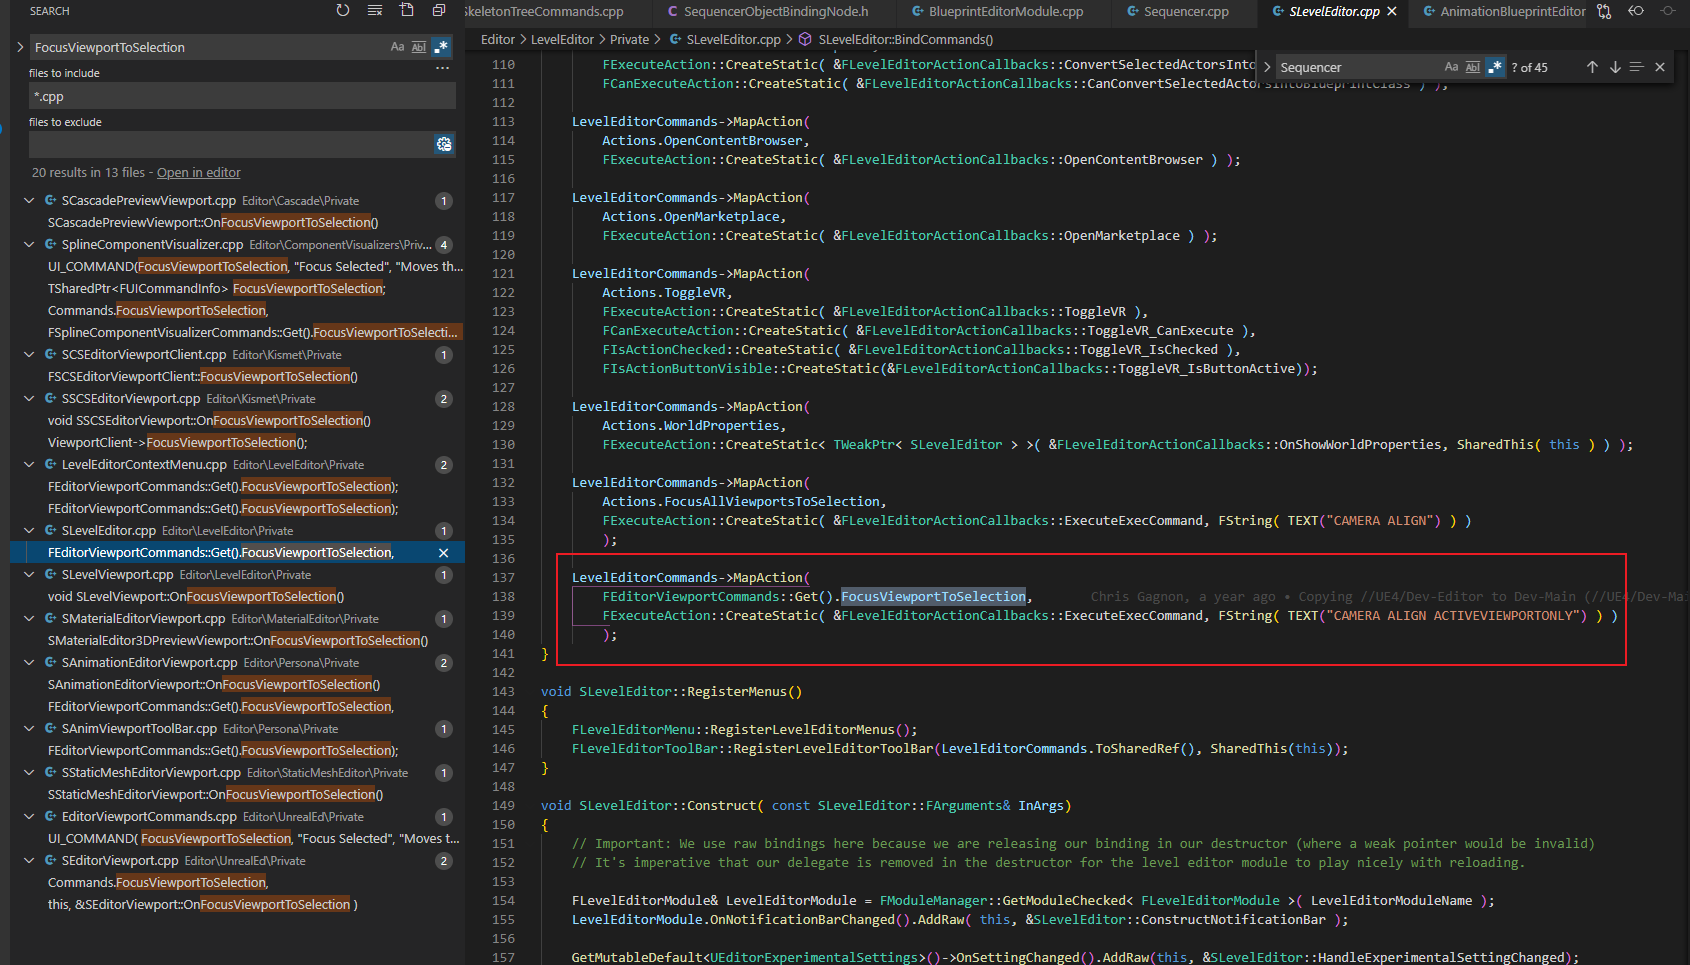 SEARCH
FocusViewportToSelection
Aa Abl .*
files to include
...
*.cpp
files to exclude
20 results in 13 files - Open in editor
SCascadePreviewViewport.cpp Editor\Cascade\Private 1
SCascadePreviewViewport::OnFocusViewportToSelection()
SplineComponentVisualizer.cpp Editor\ComponentVisualizers\Priv... 4
UI_COMMAND(FocusViewportToSelection, "Focus Selected", "Moves th...
TSharedPtr<FUICommandInfo> FocusViewportToSelection;
Commands.FocusViewportToSelection,
FSplineComponentVisualizerCommands::Get().FocusViewportToSelecti...
SCSEditorViewportClient.cpp Editor\Kismet\Private 1
FSCSEditorViewportClient::FocusViewportToSelection()
SSCSEditorViewport.cpp Editor\Kismet\Private 2
void SSCSEditorViewport::OnFocusViewportToSelection()
ViewportClient->FocusViewportToSelection();
LevelEditorContextMenu.cpp Editor\LevelEditor\Private 2
FEditorViewportCommands::Get().FocusViewportToSelection);
FEditorViewportCommands::Get().FocusViewportToSelection);
SLevelEditor.cpp Editor\LevelEditor\Private 1
FEditorViewportCommands::Get().FocusViewportToSelection,
SLevelViewport.cpp Editor\LevelEditor\Private 1
void SLevelViewport::OnFocusViewportToSelection()
SMaterialEditorViewport.cpp Editor\MaterialEditor\Private 1
SMaterialEditor3DPreviewViewport::OnFocusViewportToSelection()
SAnimationEditorViewport.cpp Editor\Persona\Private 2
SAnimationEditorViewport::OnFocusViewportToSelection()
FEditorViewportCommands::Get().FocusViewportToSelection,
SAnimViewportToolBar.cpp Editor\Persona\Private 1
FEditorViewportCommands::Get().FocusViewportToSelection);
SStaticMeshEditorViewport.cpp Editor\StaticMeshEditor\Private 1
SStaticMeshEditorViewport::OnFocusViewportToSelection()
EditorViewportCommands.cpp Editor\UnrealEd\Private 1
UI_COMMAND( FocusViewportToSelection, "Focus Selected", "Moves t...
SEditorViewport.cpp Editor\UnrealEd\Private 2
Commands.FocusViewportToSelection,
this, &SEditorViewport::OnFocusViewportToSelection )
SkeletonTreeCommands.cpp
SequencerObjectBindingNode.h
BlueprintEditorModule.cpp
Sequencer.cpp
SLevelEditor.cpp
AnimationBlueprintEditor
Editor > LevelEditor > Private > SLevelEditor.cpp > SLevelEditor::BindCommands()
Sequencer Aa Abl .* ? of 45
110 FExecuteAction::CreateStatic( &FLevelEditorActionCallbacks::ConvertSelectedActorsInto
111 FCanExecuteAction::CreateStatic( &FLevelEditorActionCallbacks::CanConvertSelectedActorsIntoBlueprintClass ) );
112
113 LevelEditorCommands->MapAction(
114 Actions.OpenContentBrowser,
115 FExecuteAction::CreateStatic( &FLevelEditorActionCallbacks::OpenContentBrowser ) );
116
117 LevelEditorCommands->MapAction(
118 Actions.OpenMarketplace,
119 FExecuteAction::CreateStatic( &FLevelEditorActionCallbacks::OpenMarketplace ) );
120
121 LevelEditorCommands->MapAction(
122 Actions.ToggleVR,
123 FExecuteAction::CreateStatic( &FLevelEditorActionCallbacks::ToggleVR ),
124 FCanExecuteAction::CreateStatic( &FLevelEditorActionCallbacks::ToggleVR_CanExecute ),
125 FIsActionChecked::CreateStatic( &FLevelEditorActionCallbacks::ToggleVR_IsChecked ),
126 FIsActionButtonVisible::CreateStatic(&FLevelEditorActionCallbacks::ToggleVR_IsButtonActive));
127
128 LevelEditorCommands->MapAction(
129 Actions.WorldProperties,
130 FExecuteAction::CreateStatic< TWeakPtr< SLevelEditor > >( &FLevelEditorActionCallbacks::OnShowWorldProperties, SharedThis( this ) ) );
131
132 LevelEditorCommands->MapAction(
133 Actions.FocusAllViewportsToSelection,
134 FExecuteAction::CreateStatic( &FLevelEditorActionCallbacks::ExecuteExecCommand, FString( TEXT("CAMERA ALIGN") ) )
135 );
136
137 LevelEditorCommands->MapAction(
138 FEditorViewportCommands::Get().FocusViewportToSelection, Chris Gagnon, a year ago • Copying //UE4/Dev-Editor to Dev-Main (//UE4/Dev-Mai
139 FExecuteAction::CreateStatic( &FLevelEditorActionCallbacks::ExecuteExecCommand, FString( TEXT("CAMERA ALIGN ACTIVEVIEWPORTONLY") ) )
140 );
141 }
142
143 void SLevelEditor::RegisterMenus()
144 {
145 FLevelEditorMenu::RegisterLevelEditorMenus();
146 FLevelEditorToolBar::RegisterLevelEditorToolBar(LevelEditorCommands.ToSharedRef(), SharedThis(this));
147 }
148
149 void SLevelEditor::Construct( const SLevelEditor::FArguments& InArgs)
150 {
151 // Important: We use raw bindings here because we are releasing our binding in our destructor (where a weak pointer would be invalid)
152 // It's imperative that our delegate is removed in the destructor for the level editor module to play nicely with reloading.
153
154 FLevelEditorModule& LevelEditorModule = FModuleManager::GetModuleChecked< FLevelEditorModule >( LevelEditorModuleName );
155 LevelEditorModule.OnNotificationBarChanged().AddRaw( this, &SLevelEditor::ConstructNotificationBar );
156
157 GetMutableDefault<UEditorExperimentalSettings>()->OnSettingChanged().AddRaw(this, &SLevelEditor::HandleExperimentalSettingChanged);